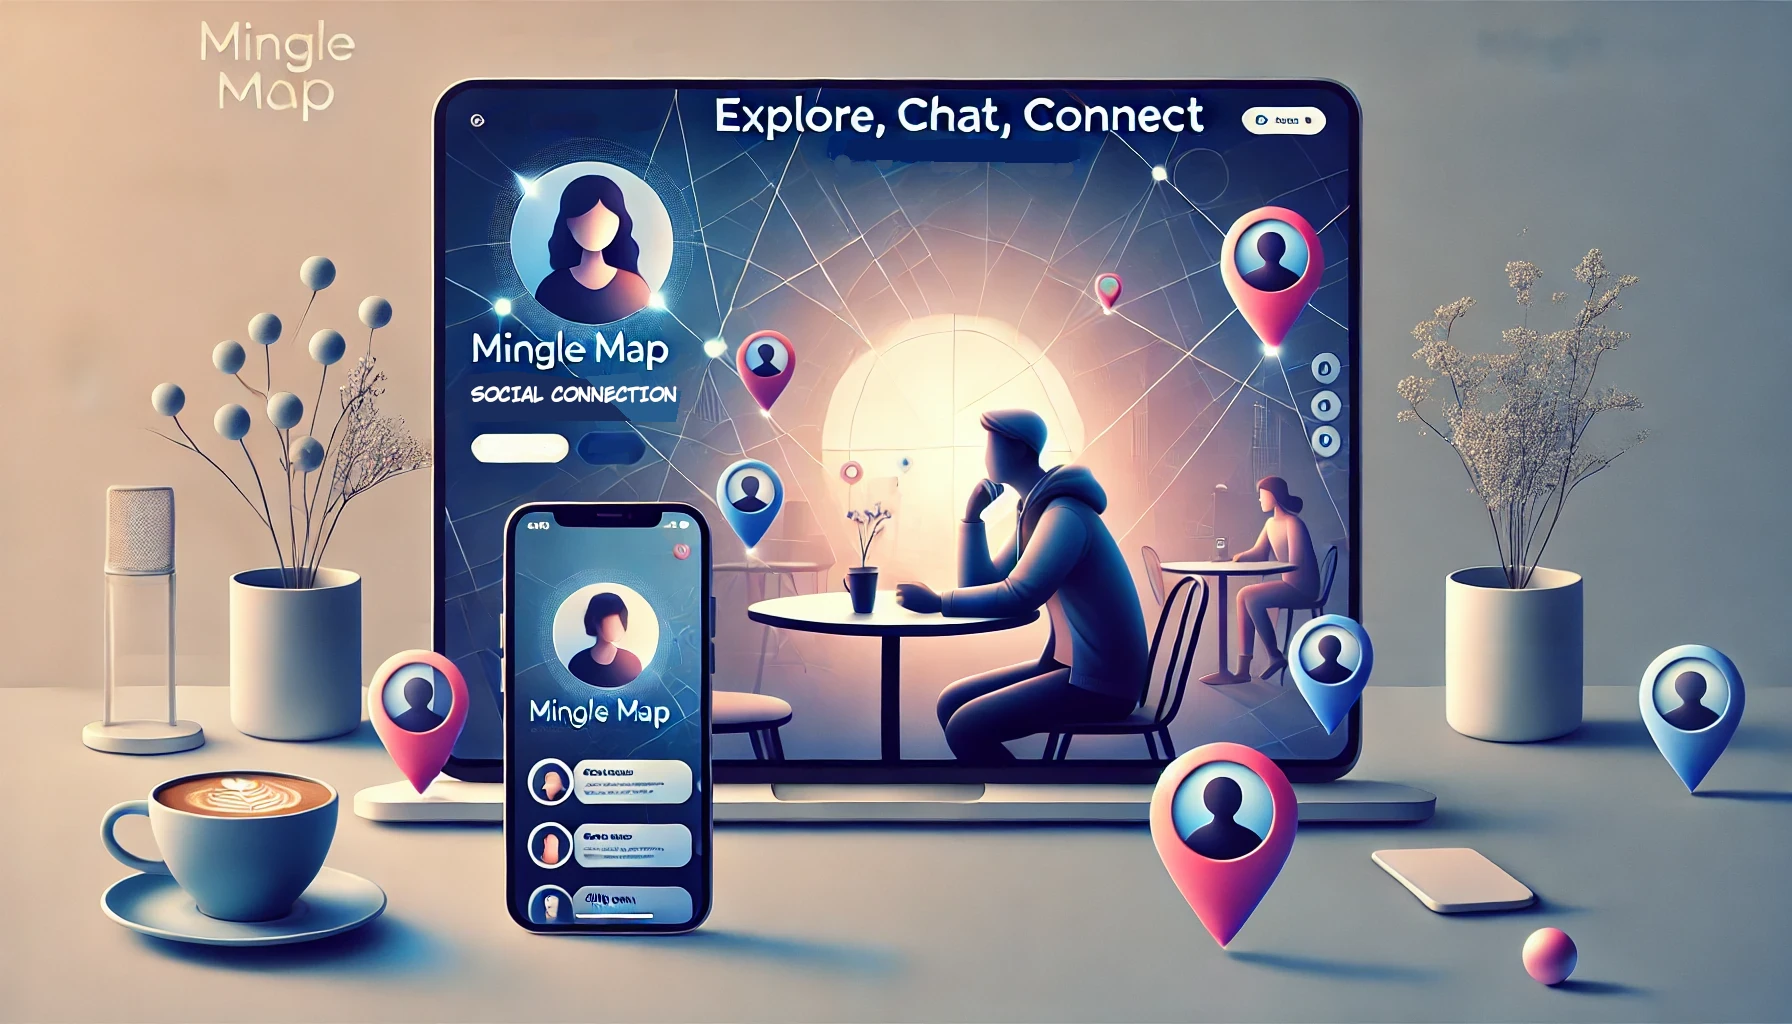 Mingle
Map
Explore, Chat, Connect
Mingle Map
SOCIAL CONNECTION
Mingle Map